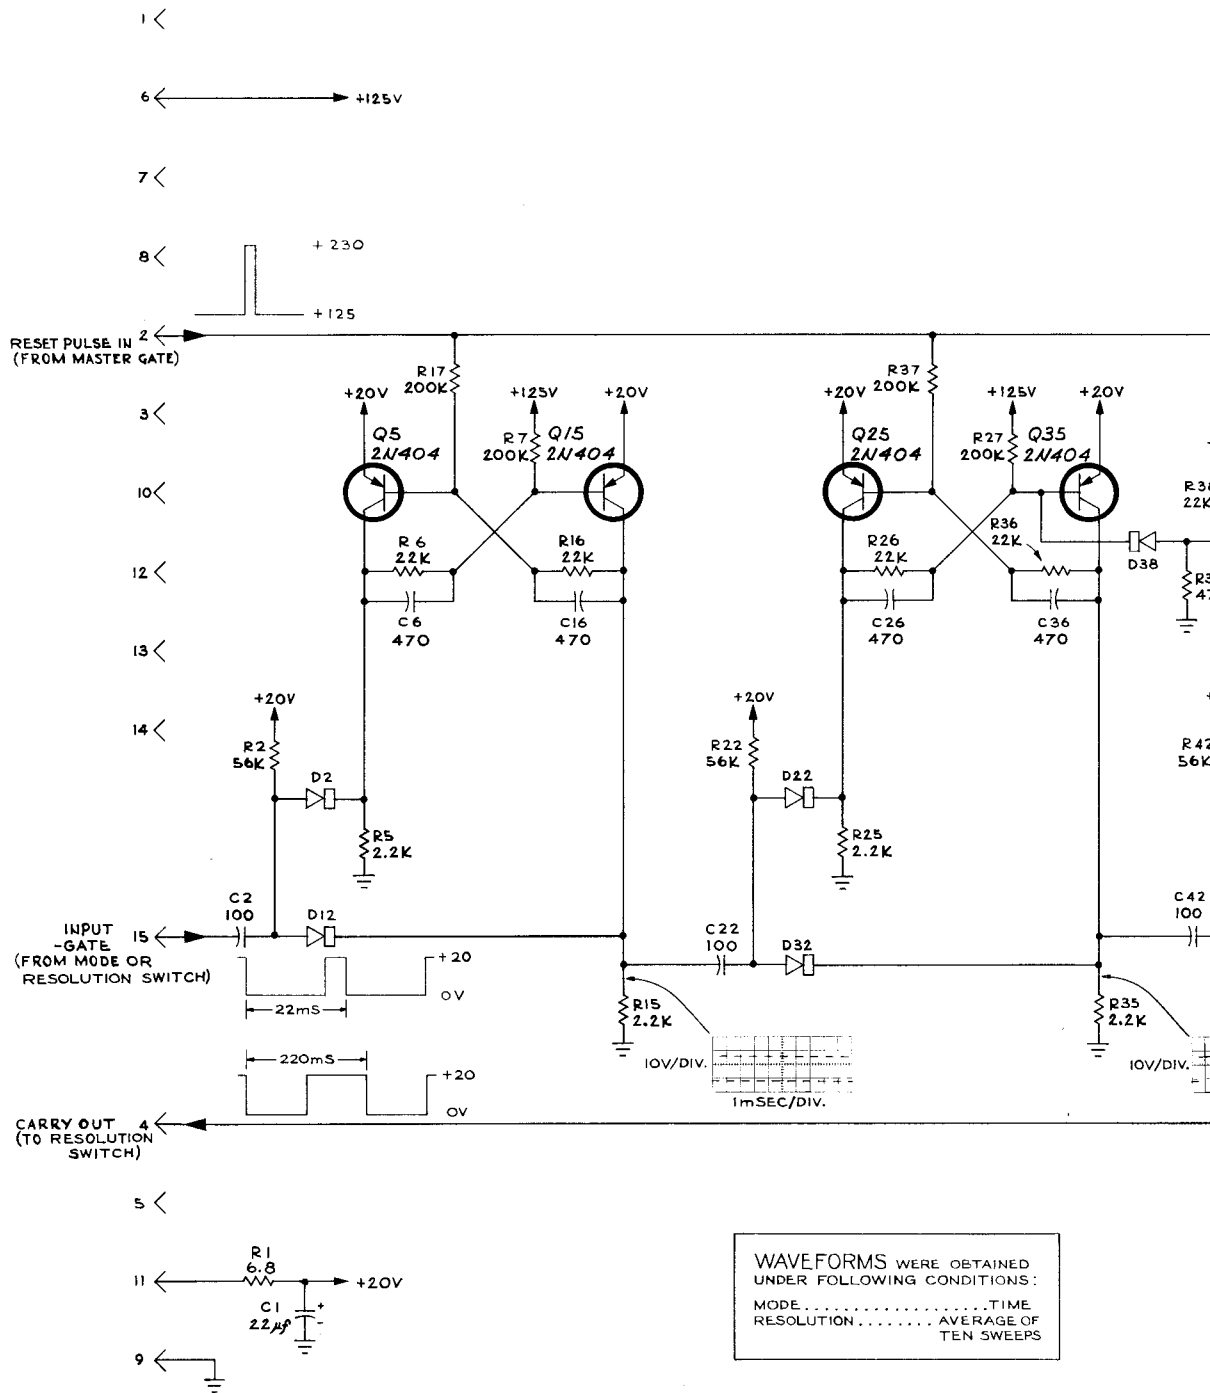 1
6
+125V
7
8
+ 230
+125
2
RESET PULSE IN
(FROM MASTER GATE)
R17
200K
R37
200K
3
+20V
+125V
+20V
+20V
+125V
+20V
Q5
2N404
R7
200K
Q15
2N404
Q25
2N404
R27
200K
Q35
2N404
10
R38
22K
R6
22K
R16
22K
R26
22K
R36
22K
D38
12
C6
470
C16
470
C26
470
C36
470
R3
47
13
+20V
+20V
14
R2
56K
D2
R22
56K
D22
R42
56K
R5
2.2K
R25
2.2K
C2
100
D12
C22
100
D32
C42
100
INPUT
-GATE
15
(FROM MODE OR
RESOLUTION SWITCH)
+20
0V
22mS
R15
2.2K
R35
2.2K
10V/DIV.
1mSEC/DIV.
10V/DIV.
220mS
+20
0V
CARRY OUT
4
(TO RESOLUTION
SWITCH)
5
R1
6.8
11
+20V
C1
22µf
+
-
9
WAVEFORMS WERE OBTAINED
UNDER FOLLOWING CONDITIONS:
MODE....................TIME
RESOLUTION........AVERAGE OF
TEN SWEEPS